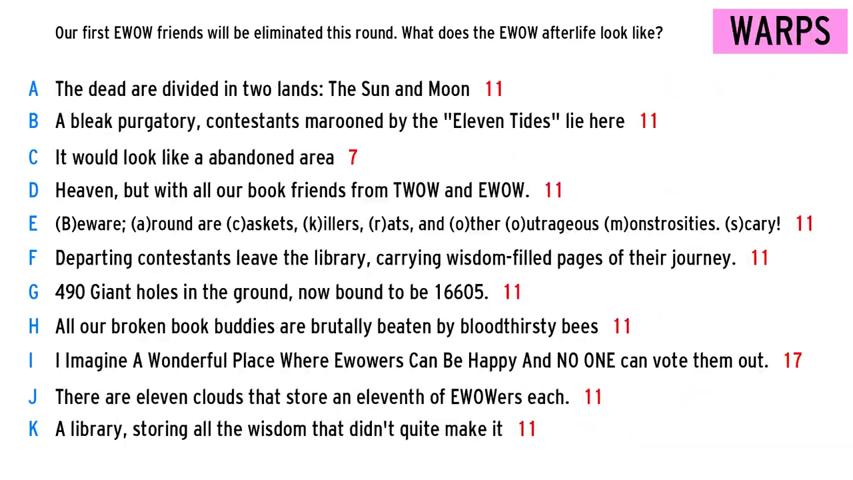 Our first EWOW friends will be eliminated this round. What does the EWOW afterlife look like?
WARPS
A The dead are divided in two lands: The Sun and Moon 11
B A bleak purgatory, contestants marooned by the "Eleven Tides" lie here 11
C It would look like a abandoned area 7
D Heaven, but with all our book friends from TWOW and EWOW. 11
E (B)eware; (a)round are (c)askets, (k)illers, (r)ats, and (o)ther (o)utrageous (m)onstrosities. (s)cary! 11
F Departing contestants leave the library, carrying wisdom-filled pages of their journey. 11
G 490 Giant holes in the ground, now bound to be 16605. 11
H All our broken book buddies are brutally beaten by bloodthirsty bees 11
I I Imagine A Wonderful Place Where Ewowers Can Be Happy And NO ONE can vote them out. 17
J There are eleven clouds that store an eleventh of EWOWers each. 11
K A library, storing all the wisdom that didn't quite make it 11